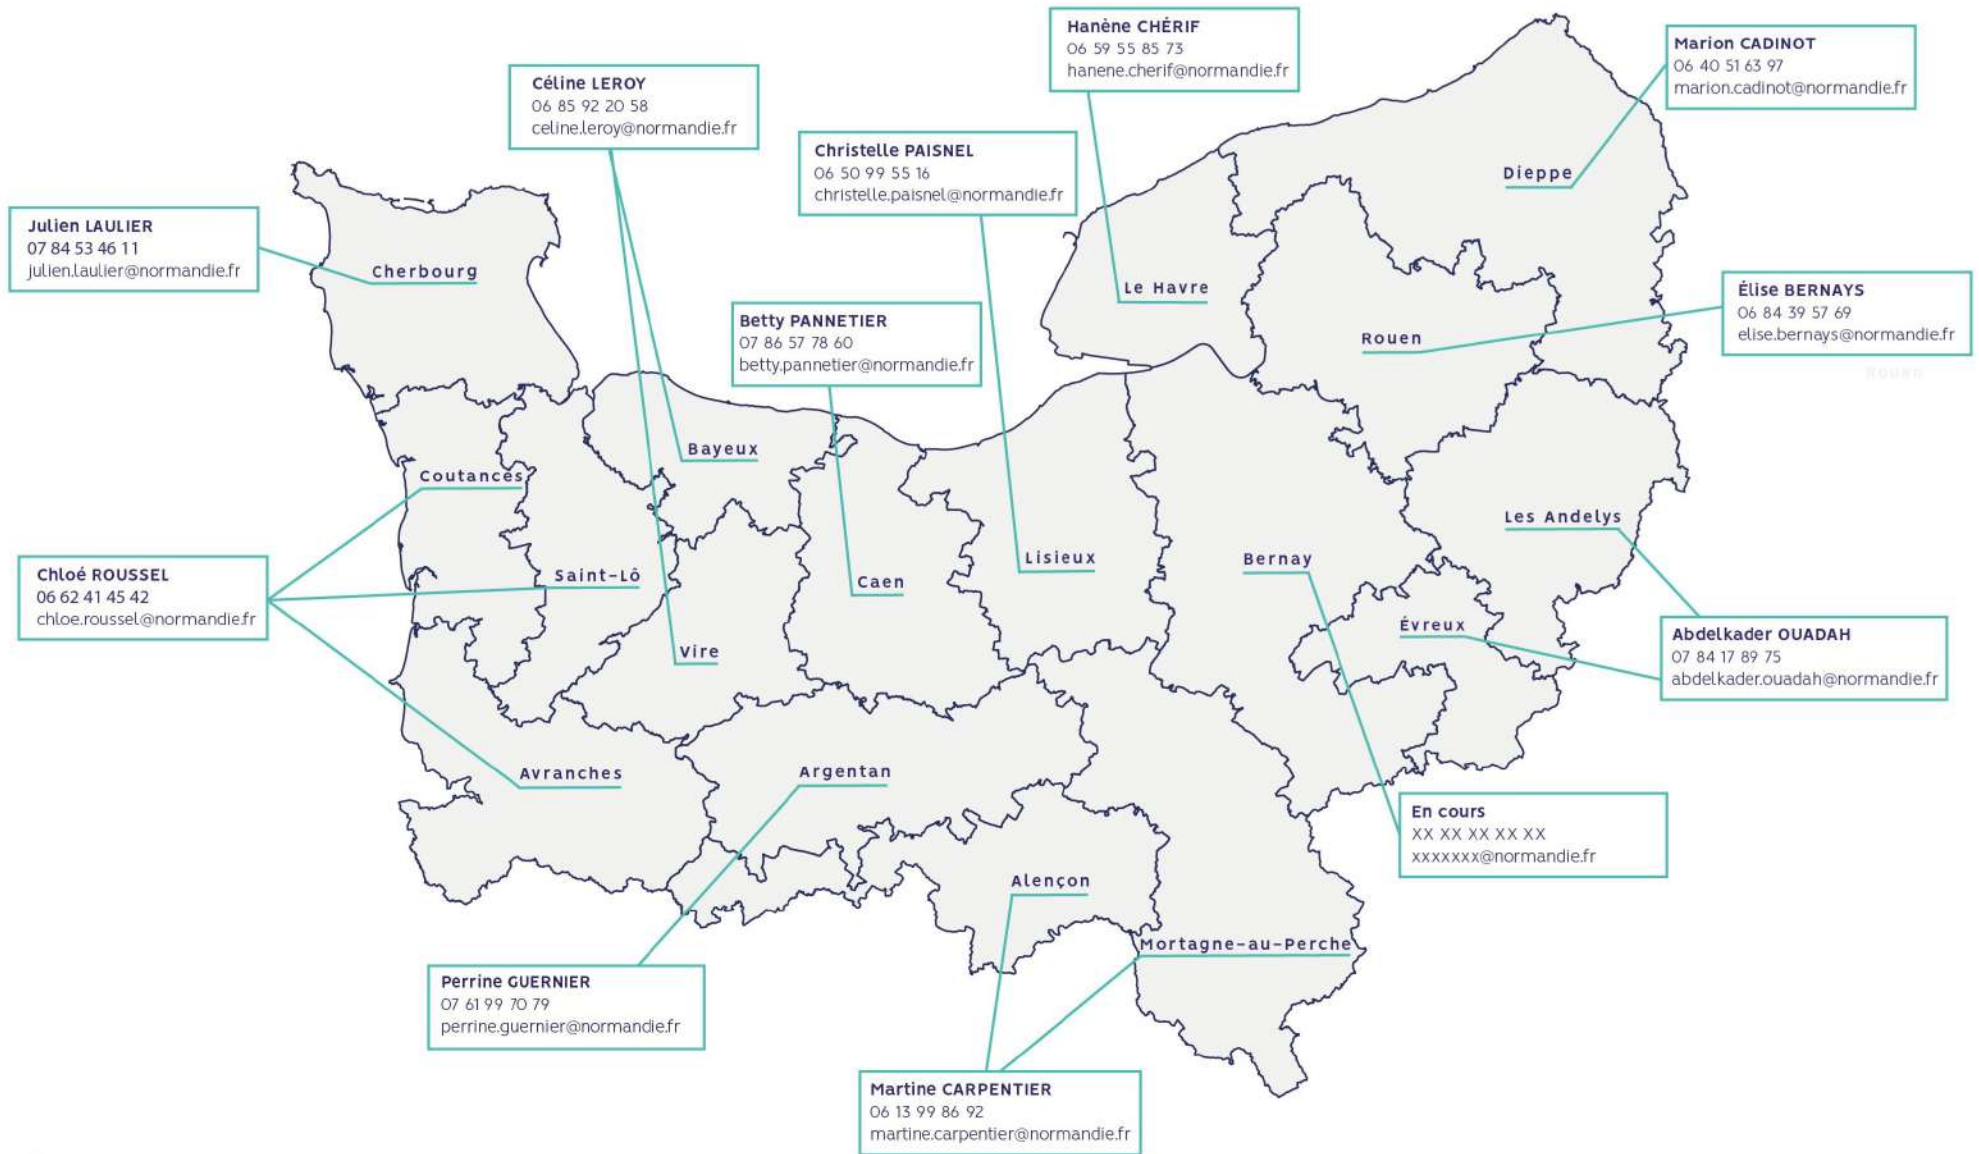 Hanène CHÉRIF
06 59 55 85 73
hanene.cherif@normandie.fr
Marion CADINOT
06 40 51 63 97
marion.cadinot@normandie.fr
Céline LEROY
06 85 92 20 58
celine.leroy@normandie.fr
Christelle PAISNEL
06 50 99 55 16
christelle.paisnel@normandie.fr
Dieppe
Julien LAULIER
07 84 53 46 11
julien.laulier@normandie.fr
Cherbourg
Le Havre
Élise BERNAYS
06 84 39 57 69
elise.bernays@normandie.fr
Betty PANNETIER
07 86 57 78 60
betty.pannetier@normandie.fr
Rouen
Rouen
Bayeux
Coutances
Les Andelys
Lisieux
Bernay
Chloé ROUSSEL
06 62 41 45 42
chloe.roussel@normandie.fr
Saint-Lô
Caen
Évreux
Abdelkader OUADAH
07 84 17 89 75
abdelkader.ouadah@normandie.fr
Vire
Avranches
Argentan
En cours
XX XX XX XX XX
xxxxxxx@normandie.fr
Alençon
Mortagne-au-Perche
Perrine GUERNIER
07 61 99 70 79
perrine.guernier@normandie.fr
Martine CARPENTIER
06 13 99 86 92
martine.carpentier@normandie.fr